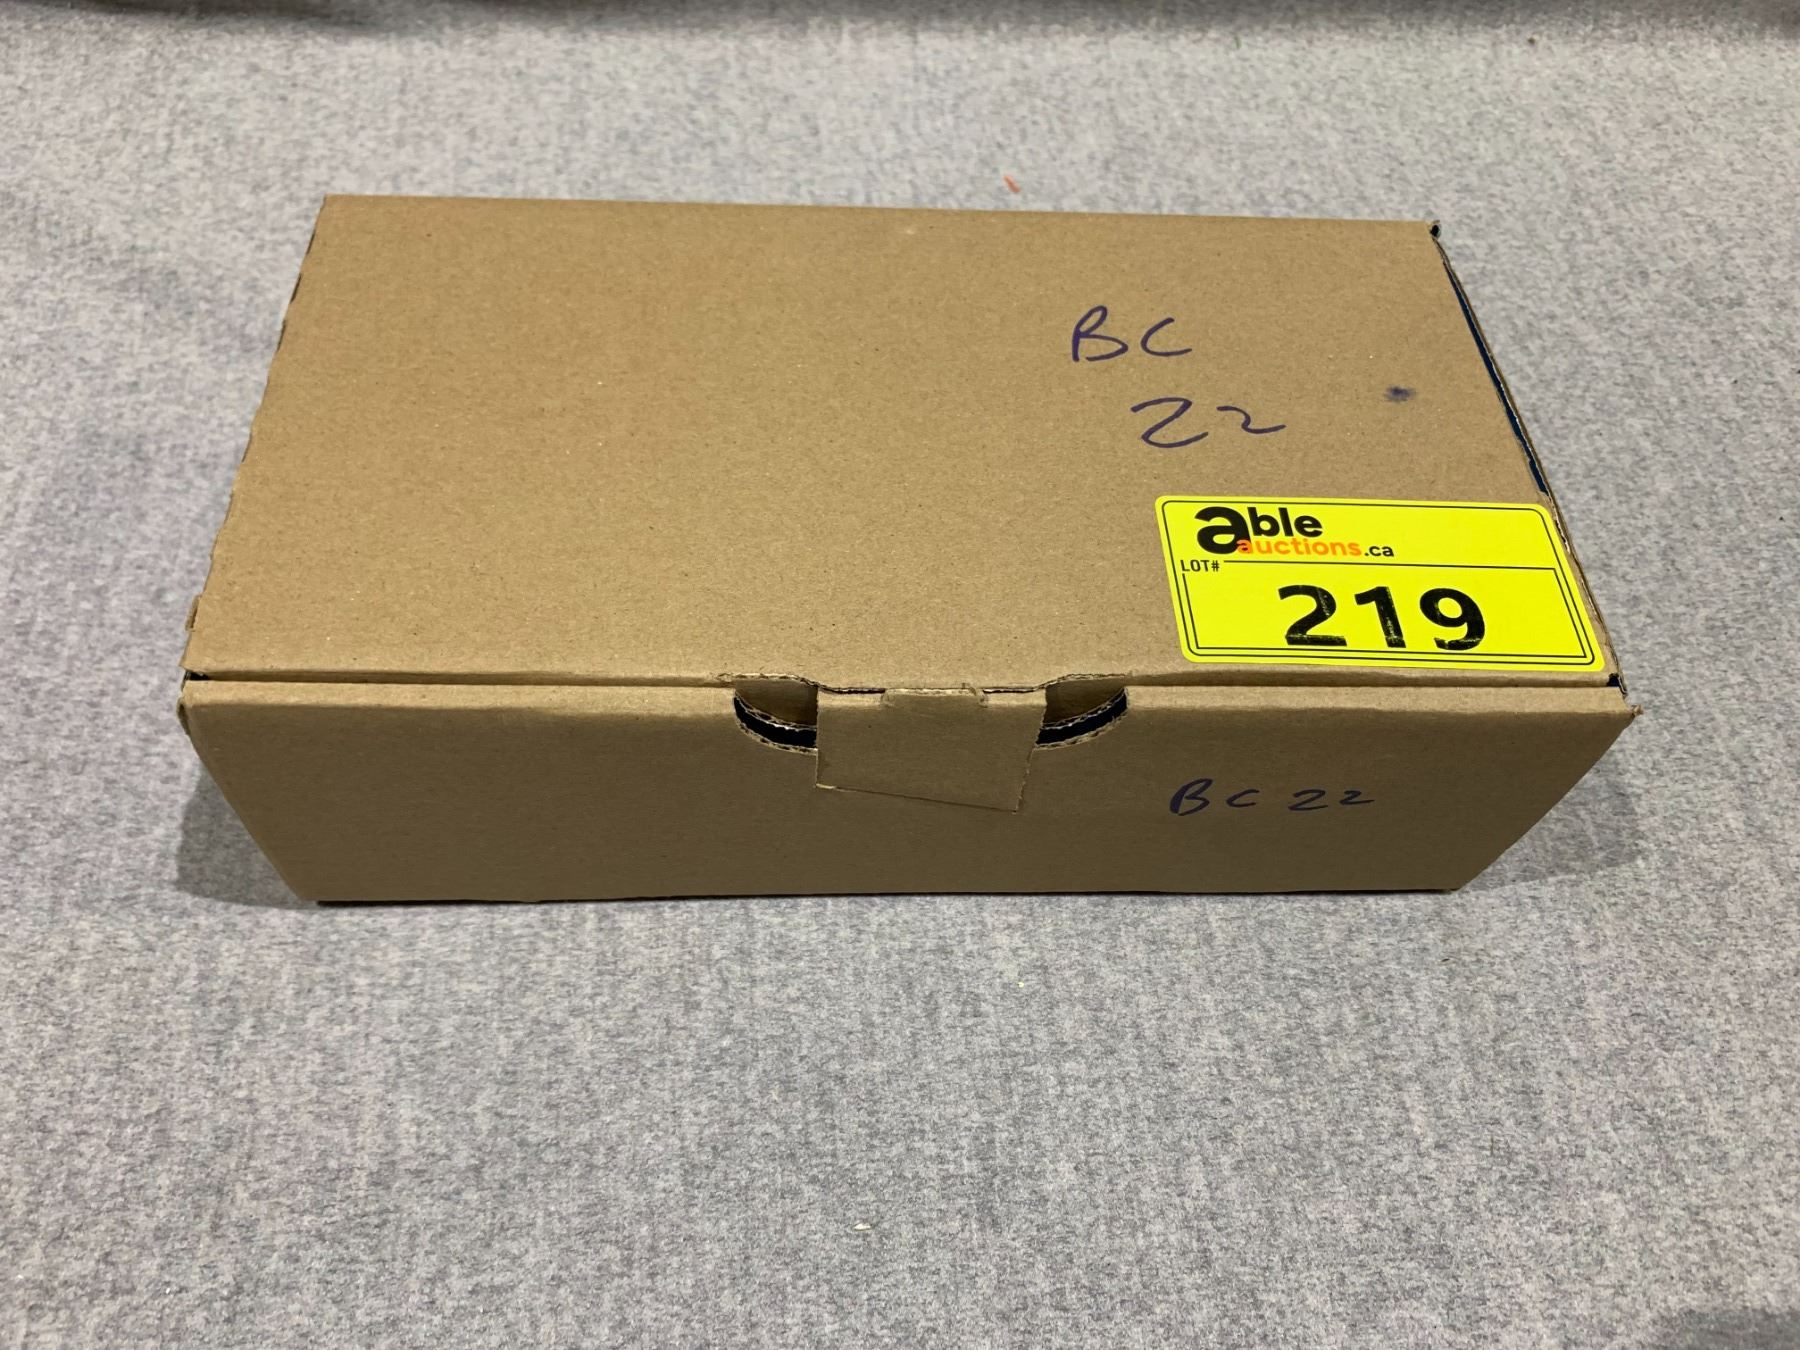 BC
22
able
auctions.ca
LOT#
219
BC 22